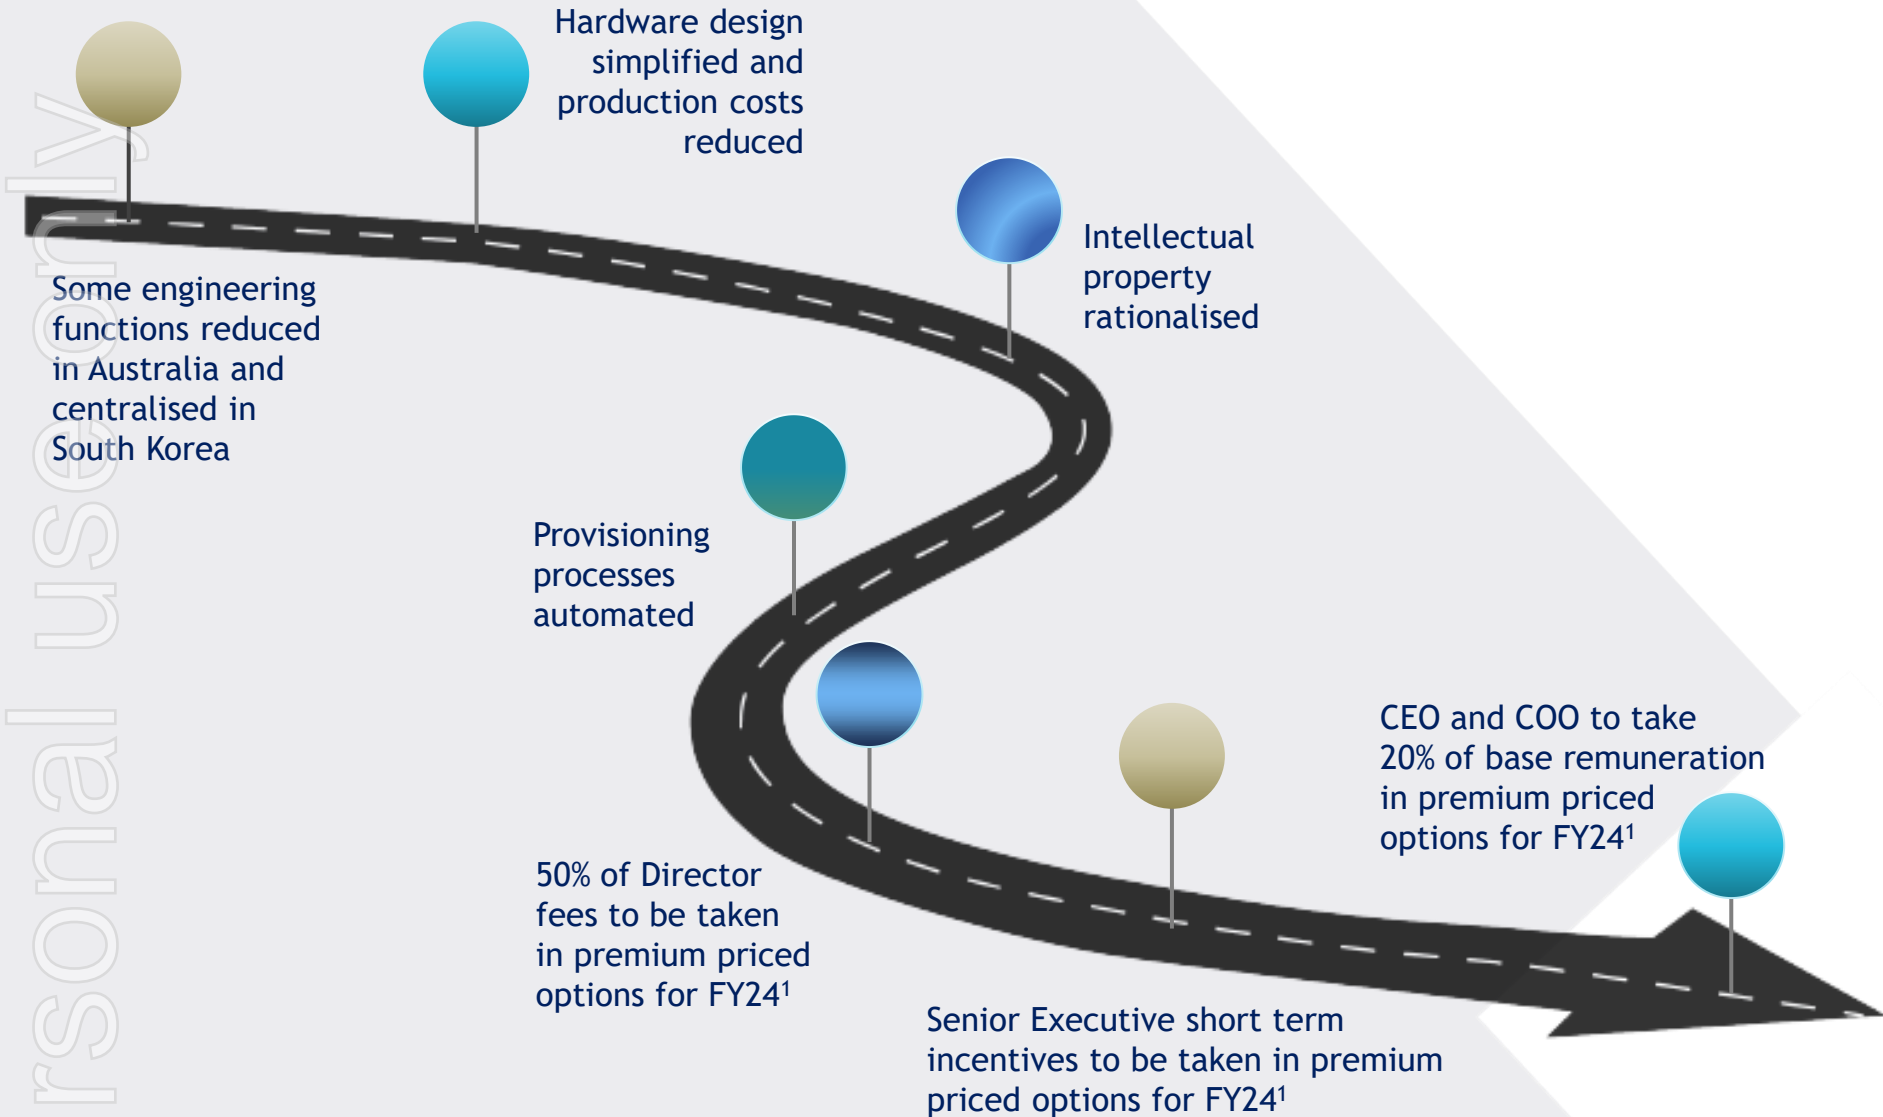 Hardware design
simplified and
production costs
reduced
Some engineering
functions reduced
in Australia and
centralised in
South Korea
Intellectual
property
rationalised
Provisioning
processes
automated
50% of Director
fees to be taken
in premium priced
options for FY24¹
Senior Executive short term
incentives to be taken in premium
priced options for FY24¹
CEO and COO to take
20% of base remuneration
in premium priced
options for FY24¹
rsonal use only